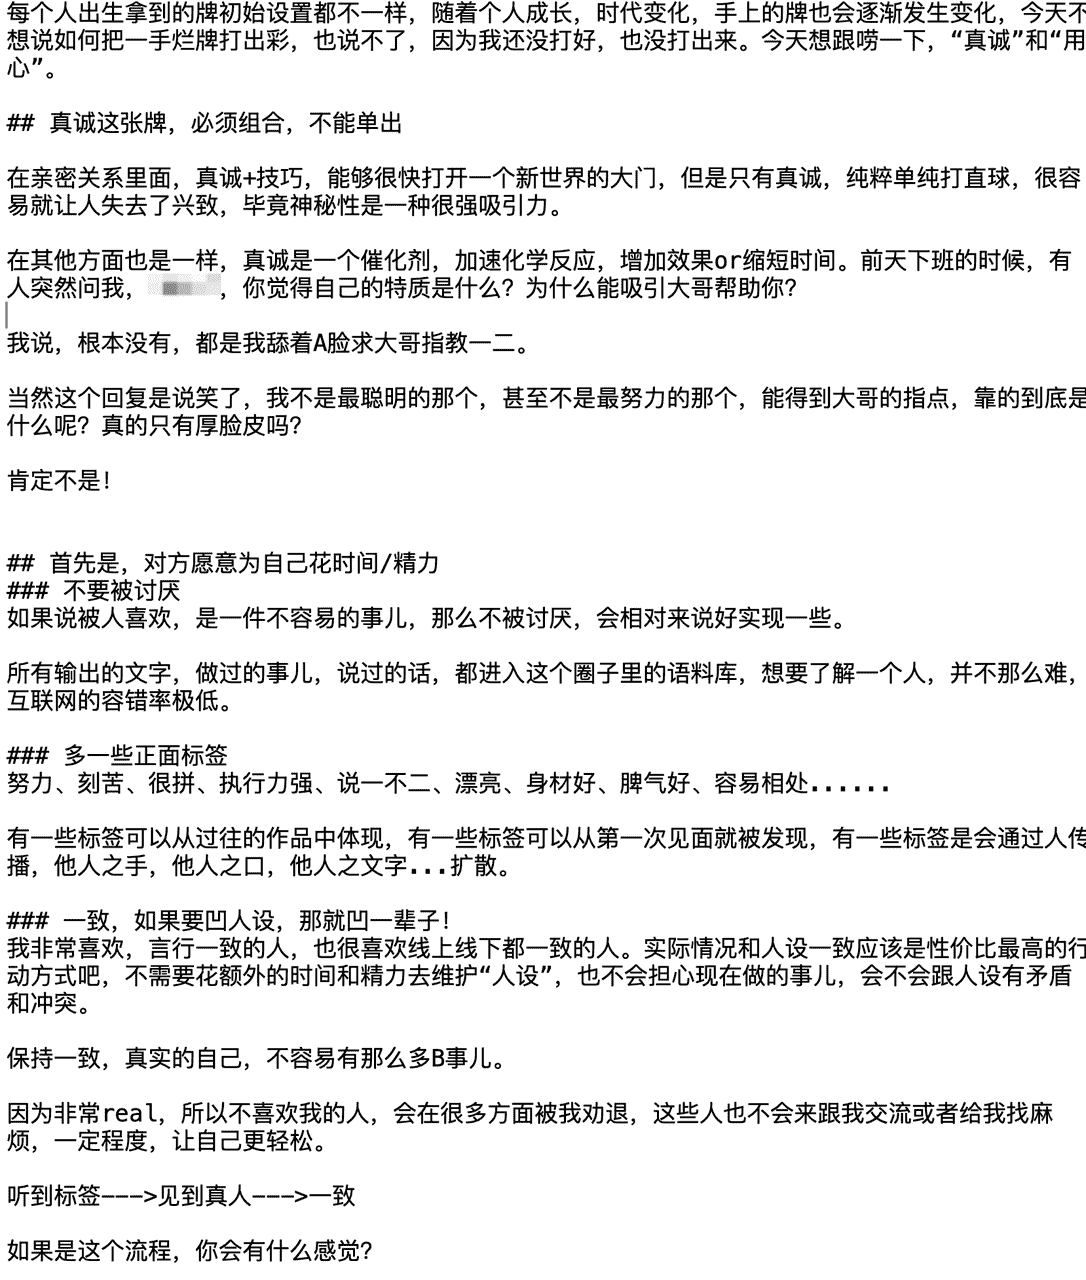 每个人出生拿到的牌初始设置都不一样，随着个人成长，时代变化，手上的牌也会逐渐发生变化，今天不
想说如何把一手烂牌打出彩，也说不了，因为我还没打好，也没打出来。今天想跟唠一下，“真诚”和“用
心”。
## 真诚这张牌，必须组合，不能单出
在亲密关系里面，真诚+技巧，能够很快打开一个新世界的大门，但是只有真诚，纯粹单纯打直球，很容
易就让人失去了兴致，毕竟神秘性是一种很强吸引力。
在其他方面也是一样，真诚是一个催化剂，加速化学反应，增加效果or缩短时间。前天下班的时候，有
人突然问我，，你觉得自己的特质是什么？为什么能吸引大哥帮助你？
我说，根本没有，都是我舔着A脸求大哥指教一二。
当然这个回复是说笑了，我不是最聪明的那个，甚至不是最努力的那个，能得到大哥的指点，靠的到底是
什么呢？真的只有厚脸皮吗？
肯定不是！
## 首先是，对方愿意为自己花时间/精力
### 不要被讨厌
如果说被人喜欢，是一件不容易的事儿，那么不被讨厌，会相对来说好实现一些。
所有输出的文字，做过的事儿，说过的话，都进入这个圈子里的语料库，想要了解一个人，并不那么难，
互联网的容错率极低。
### 多一些正面标签
努力、刻苦、很拼、执行力强、说一不二、漂亮、身材好、脾气好、容易相处......
有一些标签可以从过往的作品中体现，有一些标签可以从第一次见面就被发现，有一些标签是会通过人传
播，他人之手，他人之口，他人之文字...扩散。
### 一致，如果要凹人设，那就凹一辈子！
我非常喜欢，言行一致的人，也很喜欢线上线下都一致的人。实际情况和人设一致应该是性价比最高的行
动方式吧，不需要花额外的时间和精力去维护“人设”，也不会担心现在做的事儿，会不会跟人设有矛盾
和冲突。
保持一致，真实的自己，不容易有那么多B事儿。
因为非常real，所以不喜欢我的人，会在很多方面被我劝退，这些人也不会来跟我交流或者给我找麻
烦，一定程度，让自己更轻松。
听到标签--->见到真人--->一致
如果是这个流程，你会有什么感觉？